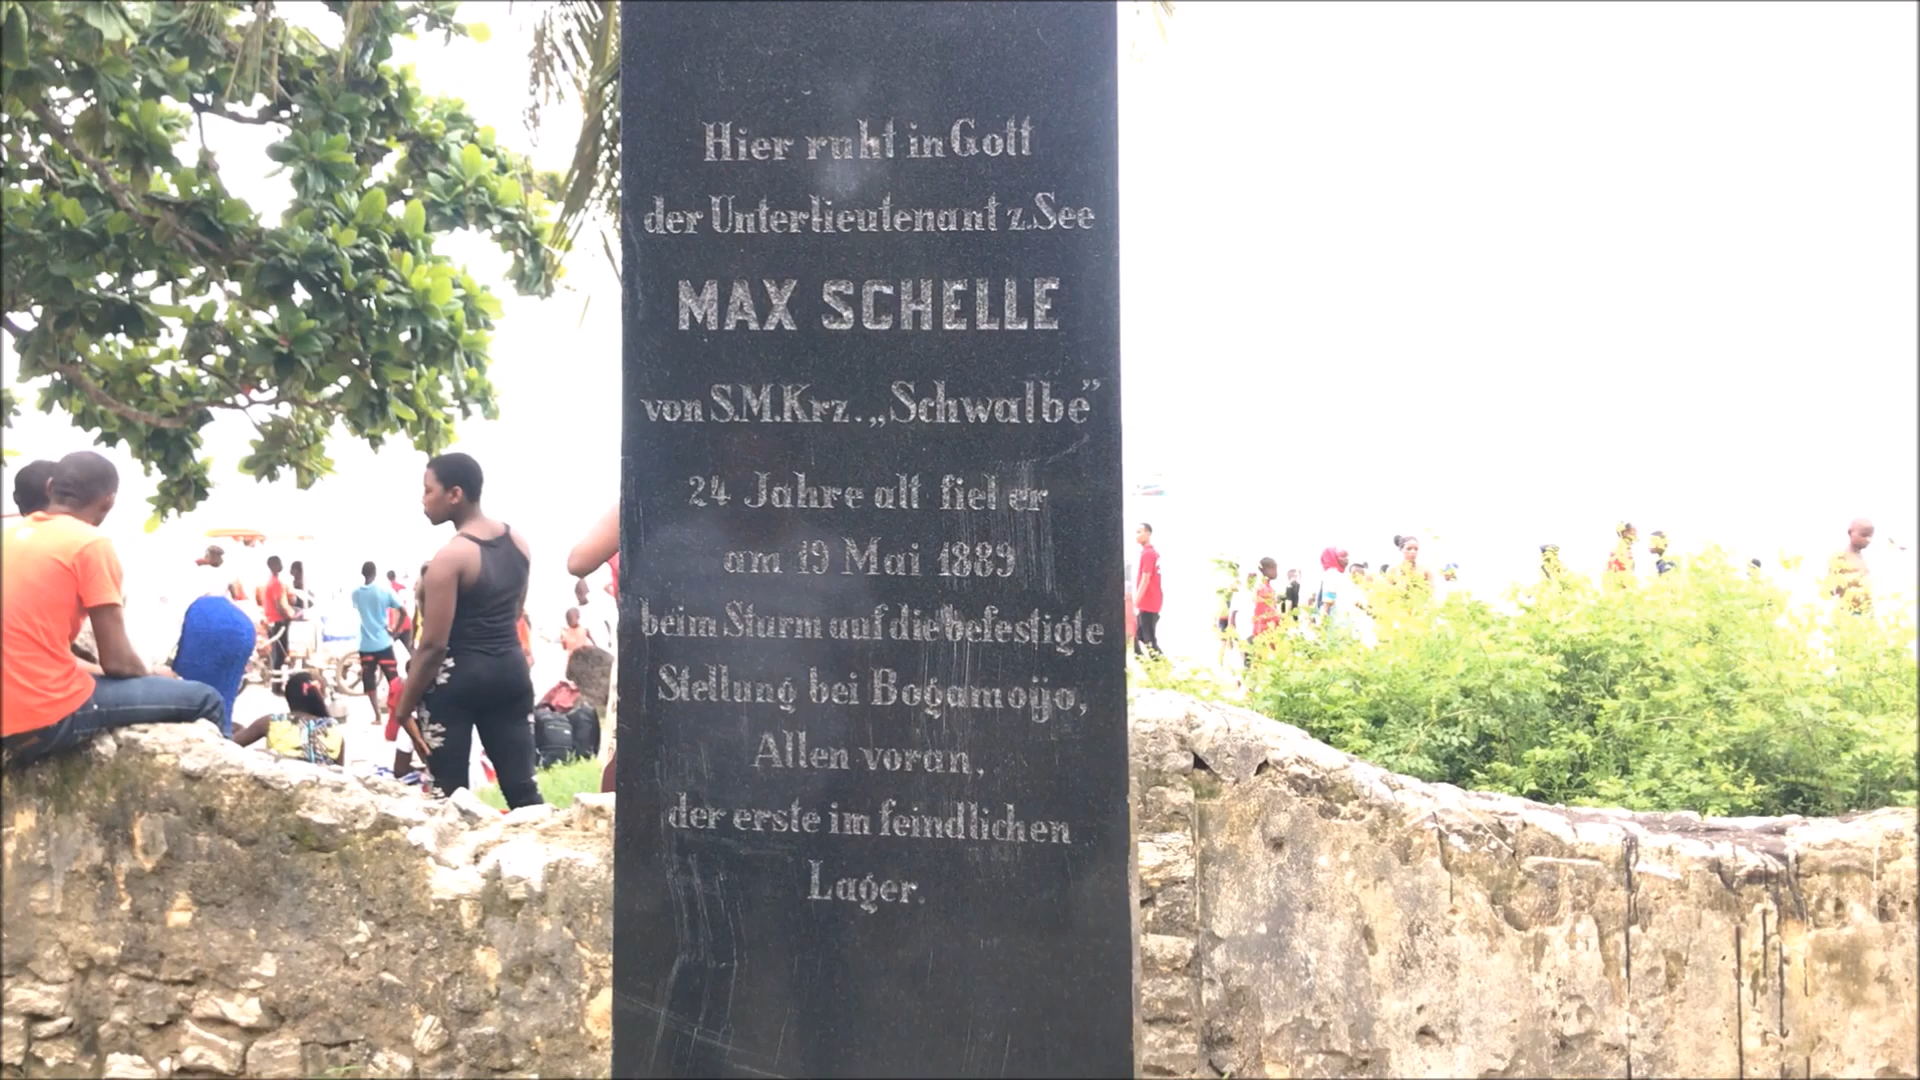 Hier ruht in Gott
der Unterlieutenant z. See
MAX SCHELLE
von S.M.Krz. „Schwalbe”
24 Jahre alt fiel er
am 19 Mai 1889
beim Sturm auf die befestigte
Stellung bei Bogamoÿo,
Allen voran,
der erste im feindlichen
Lager.